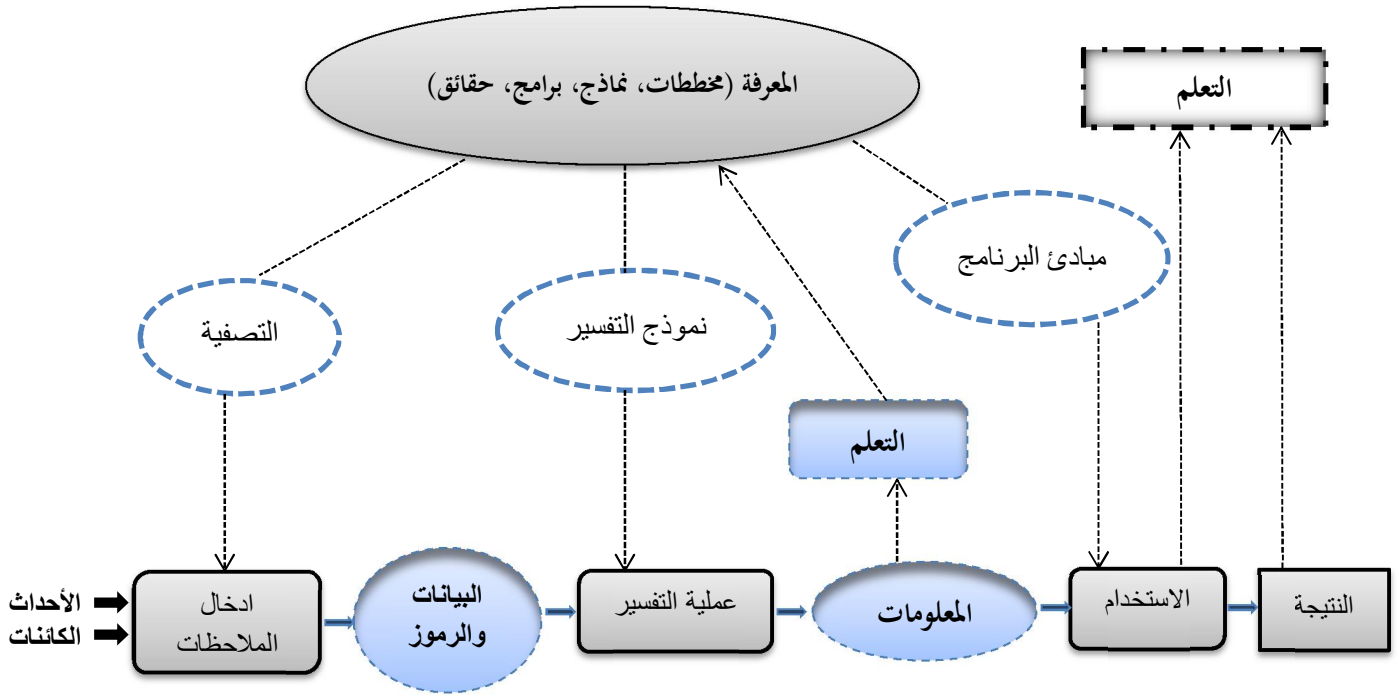 المعرفة (مخططات، نماذج، برامج، حقائق)
التعلم
مبادئ البرنامج
نموذج التفسير
التصفية
التعلم
الأحداث
الكائنات
ادخال
الملاحظات
البيانات
والرموز
عملية التفسير
المعلومات
الاستخدام
النتيجة